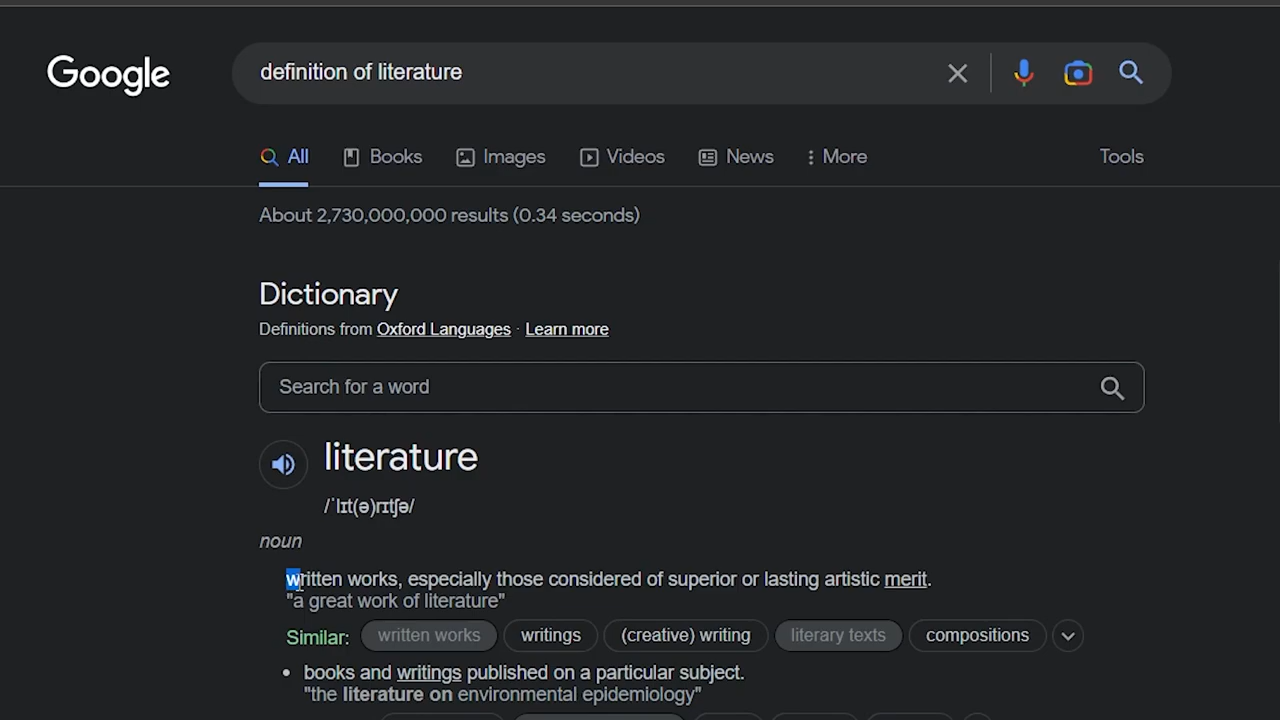 Google
definition of literature
All Books Images Videos News More Tools
About 2,730,000,000 results (0.34 seconds)
Dictionary
Definitions from Oxford Languages · Learn more
Search for a word
literature
/ˈlɪt(ə)rɪtʃə/
noun
written works, especially those considered of superior or lasting artistic merit.
"a great work of literature"
Similar: written works writings (creative) writing literary texts compositions
• books and writings published on a particular subject.
"the literature on environmental epidemiology"